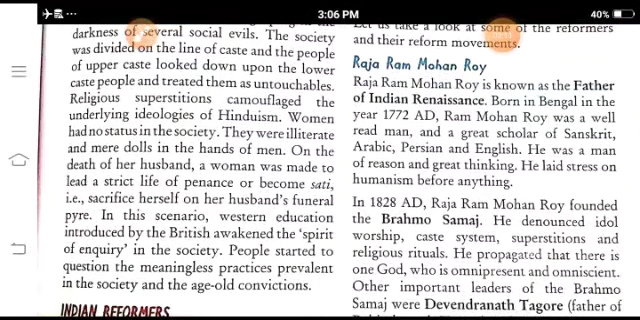 3:06 PM
40%
darkness of several social evils. The society
was divided on the line of caste and the people
of upper caste looked down upon the lower
caste people and treated them as untouchables.
Religious superstitions camouflaged the
underlying ideologies of Hinduism. Women
had no status in the society. They were illiterate
and mere dolls in the hands of men. On the
death of her husband, a woman was made to
lead a strict life of penance or become sati,
i.e., sacrifice herself on her husband's funeral
pyre. In this scenario, western education
introduced by the British awakened the 'spirit
of enquiry' in the society. People started to
question the meaningless practices prevalent
in the society and the age-old convictions.
INDIAN REFORMERS
Let us take a look at some of the reformers
and their reform movements.
Raja Ram Mohan Roy
Raja Ram Mohan Roy is known as the Father
of Indian Renaissance. Born in Bengal in the
year 1772 AD, Ram Mohan Roy was a well
read man, and a great scholar of Sanskrit,
Arabic, Persian and English. He was a man
of reason and great thinking. He laid stress on
humanism before anything.
In 1828 AD, Raja Ram Mohan Roy founded
the Brahmo Samaj. He denounced idol
worship, caste system, superstitions and
religious rituals. He propagated that there is
one God, who is omnipresent and omniscient.
Other important leaders of the Brahmo
Samaj were Devendranath Tagore (father of